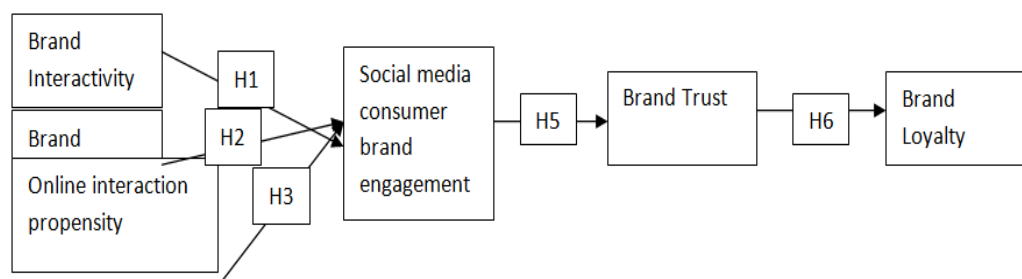 Brand
Interactivity
H1
Brand
H2
Online interaction
propensity
H3
Social media
consumer
brand
engagement
H5
Brand Trust
H6
Brand
Loyalty